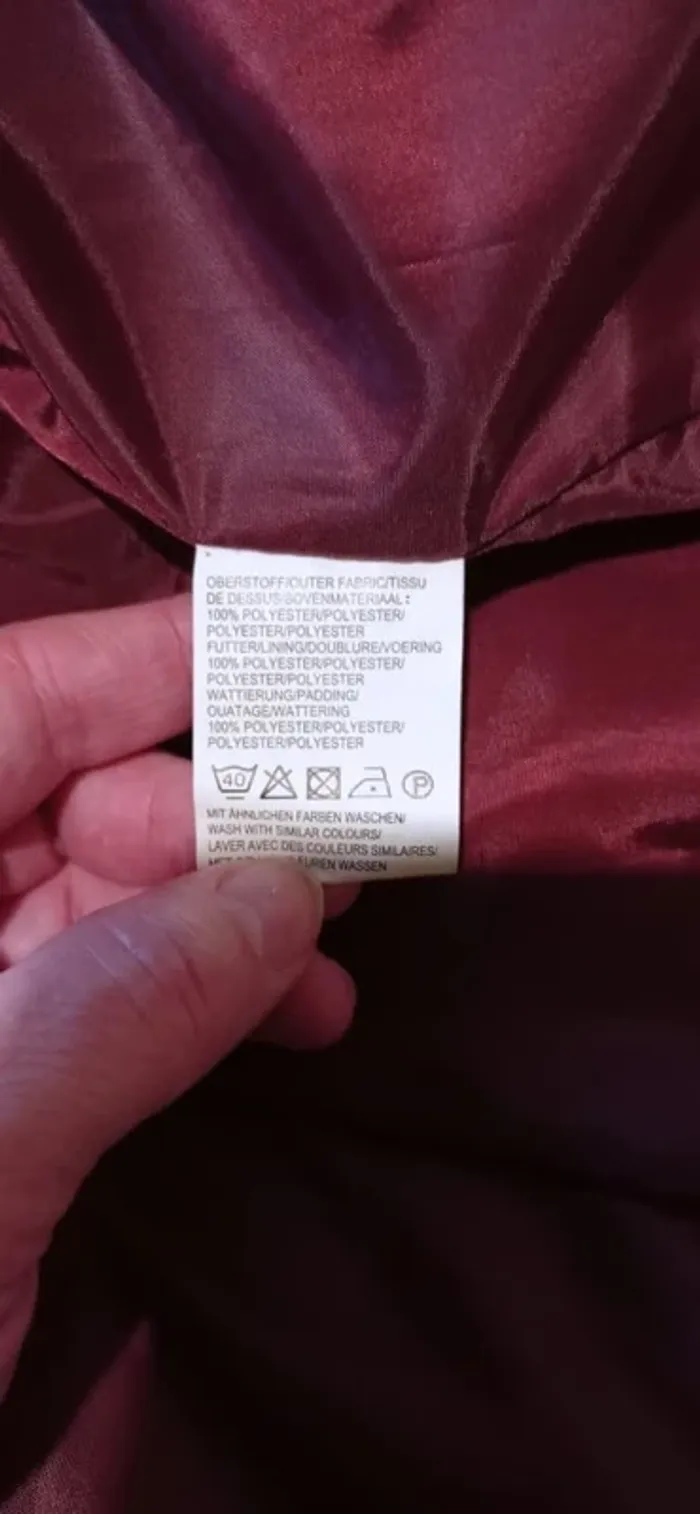 OBERSTOFF/OUTER FABRIC/TISSU
DE DESSUS/BOVENMATERIAAL:
100% POLYESTER/POLYESTER/
POLYESTER/POLYESTER
FUTTER/LINING/DOUBLURE/VOERING
100% POLYESTER/POLYESTER/
POLYESTER/POLYESTER
WATTIERUNG/PADDING/
OUATAGE/WATTERING
100% POLYESTER/POLYESTER/
POLYESTER/POLYESTER
40 P
MIT ÄHNLICHEN FARBEN WASCHEN/
WASH WITH SIMILAR COLOURS/
LAVER AVEC DES COULEURS SIMILAIRES/
WASSEN